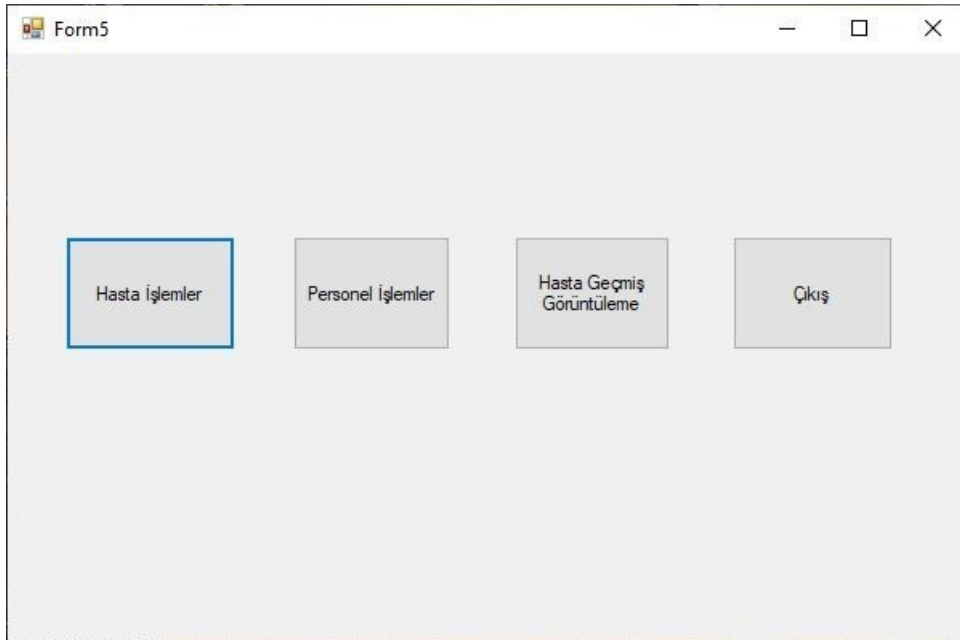 Form5
Hasta İşlemler
Personel İşlemler
Hasta Geçmiş
Görüntüleme
Çıkış